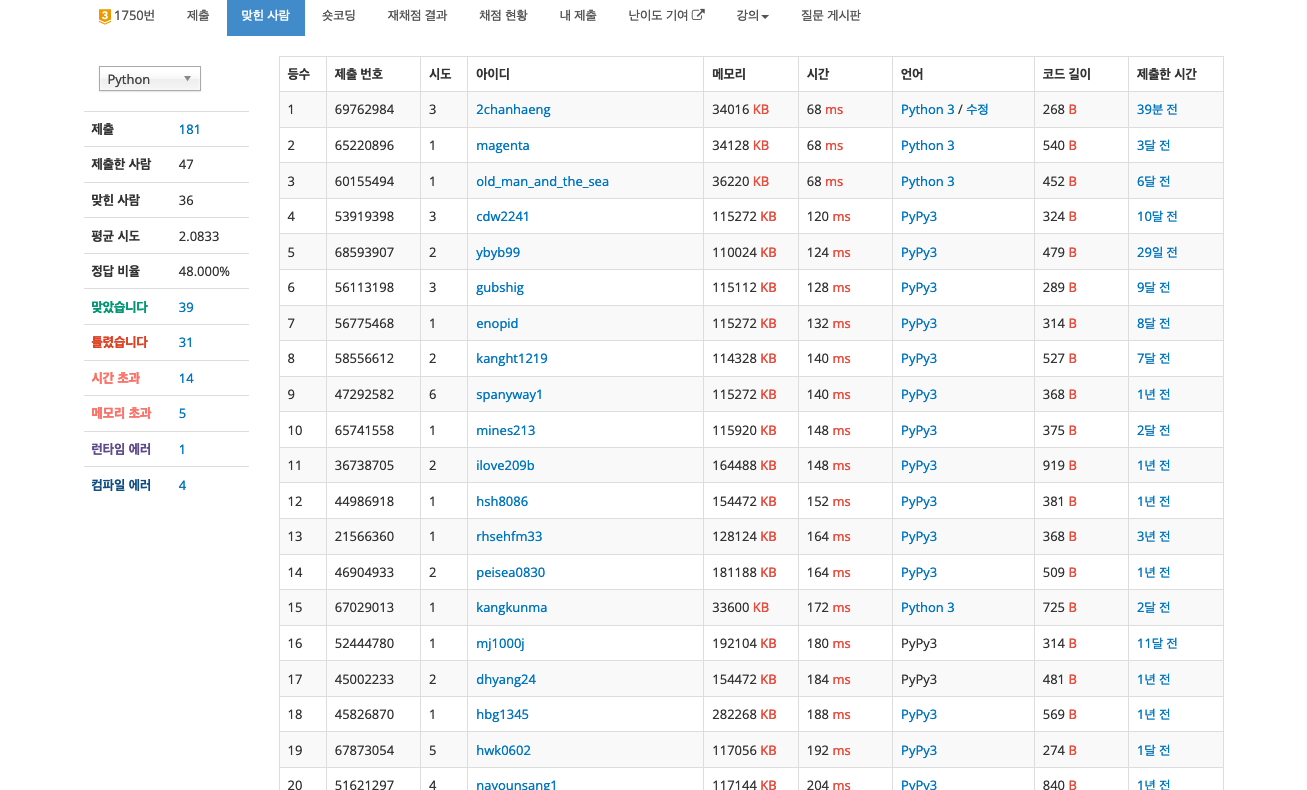 3 1750번 제출 맞힌 사람 숏코딩 재채점 결과 채점 현황 내 제출 난이도 기여 강의 질문 게시판
Python
제출 181
제출한 사람 47
맞힌 사람 36
평균 시도 2.0833
정답 비율 48.000%
맞았습니다 39
틀렸습니다 31
시간 초과 14
메모리 초과 5
런타임 에러 1
컴파일 에러 4
등수 제출 번호 시도 아이디 메모리 시간 언어 코드 길이 제출한 시간
1 69762984 3 2chanhaeng 34016 KB 68 ms Python 3 / 수정 268 B 39분 전
2 65220896 1 magenta 34128 KB 68 ms Python 3 540 B 3달 전
3 60155494 1 old_man_and_the_sea 36220 KB 68 ms Python 3 452 B 6달 전
4 53919398 3 cdw2241 115272 KB 120 ms PyPy3 324 B 10달 전
5 68593907 2 ybyb99 110024 KB 124 ms PyPy3 479 B 29일 전
6 56113198 3 gubshig 115112 KB 128 ms PyPy3 289 B 9달 전
7 56775468 1 enopid 115272 KB 132 ms PyPy3 314 B 8달 전
8 58556612 2 kanght1219 114328 KB 140 ms PyPy3 527 B 7달 전
9 47292582 6 spanyway1 115272 KB 140 ms PyPy3 368 B 1년 전
10 65741558 1 mines213 115920 KB 148 ms PyPy3 375 B 2달 전
11 36738705 2 ilove209b 164488 KB 148 ms PyPy3 919 B 1년 전
12 44986918 1 hsh8086 154472 KB 152 ms PyPy3 381 B 1년 전
13 21566360 1 rhsehfm33 128124 KB 164 ms PyPy3 368 B 3년 전
14 46904933 2 peisea0830 181188 KB 164 ms PyPy3 509 B 1년 전
15 67029013 1 kangkunma 33600 KB 172 ms Python 3 725 B 2달 전
16 52444780 1 mj1000j 192104 KB 180 ms PyPy3 314 B 11달 전
17 45002233 2 dhyang24 154472 KB 184 ms PyPy3 481 B 1년 전
18 45826870 1 hbg1345 282268 KB 188 ms PyPy3 569 B 1년 전
19 67873054 5 hwk0602 117056 KB 192 ms PyPy3 274 B 1달 전
20 51621297 4 nayounsang1 117144 KB 204 ms PyPy3 840 B 1년 전